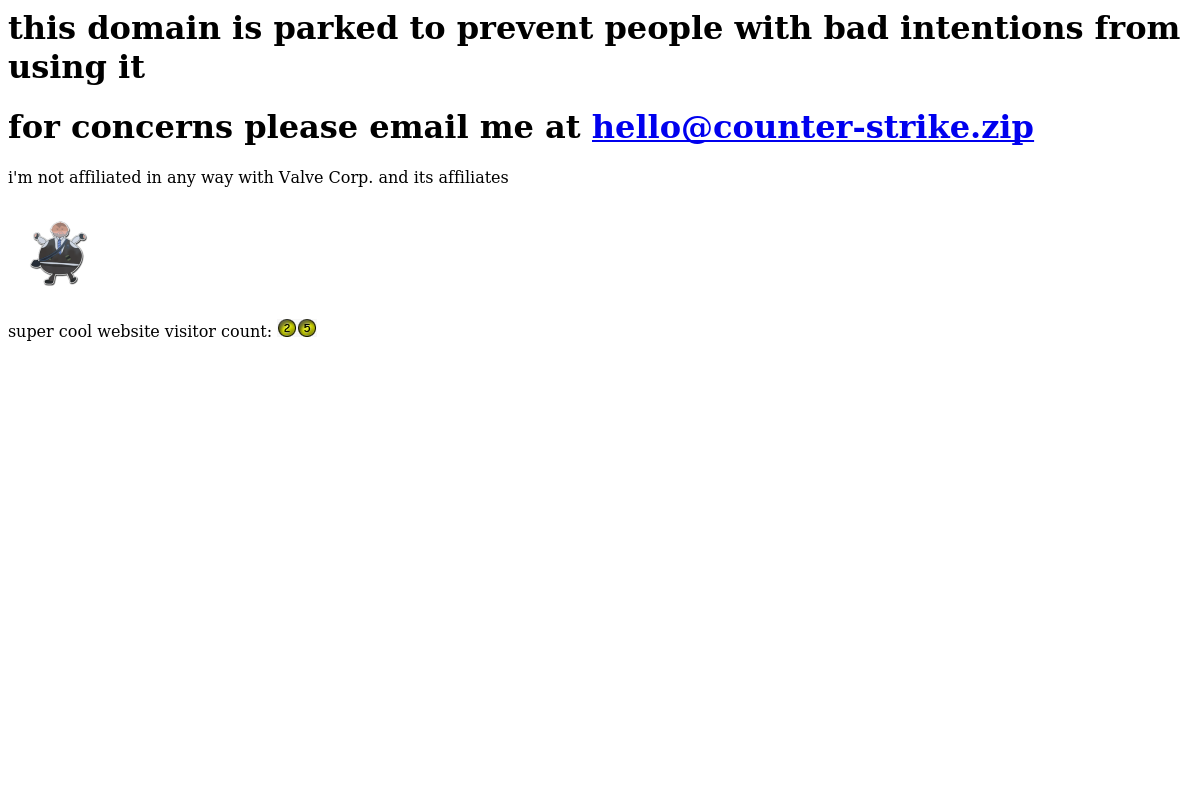 this domain is parked to prevent people with bad intentions from
using it
for concerns please email me at hello@counter-strike.zip
i'm not affiliated in any way with Valve Corp. and its affiliates
super cool website visitor count: 25